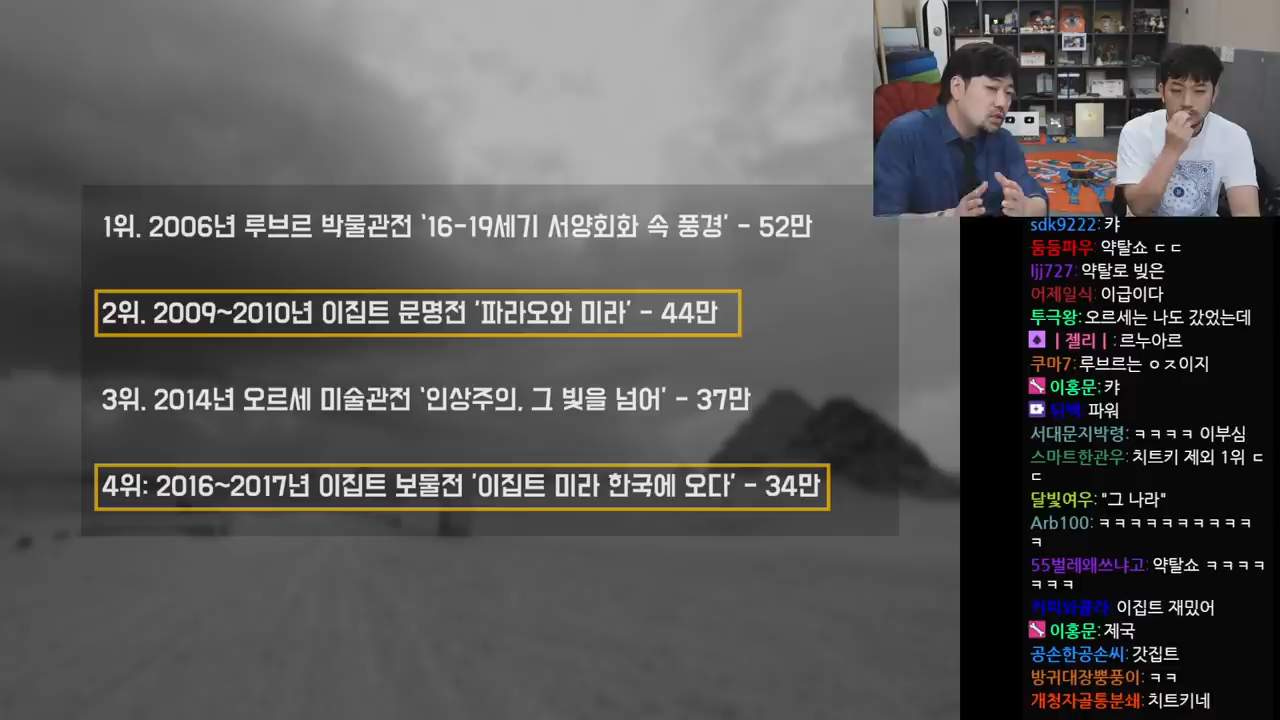 1위. 2006년 루브르 박물관전 '16-19세기 서양회화 속 풍경' - 52만
2위. 2009~2010년 이집트 문명전 '파라오와 미라' - 44만
3위. 2014년 오르세 미술관전 '인상주의, 그 빛을 넘어' - 37만
4위: 2016~2017년 이집트 보물전 '이집트 미라 한국에 오다' - 34만
sdk9222: 캬
둠둠파우: 약탈쇼 ㄷㄷ
ljj727: 약탈로 빚은
어제일식: 이급이다
투극왕: 오르세는 나도 갔었는데
| 젤리 | : 르누아르
쿠마7: 루브르는 ㅇㅈ이지
이홍문: 캬
뒤백: 파워
서대문지박령: ㅋㅋㅋㅋ 이부심
스마트한관우: 치트키 제외 1위 ㄷ
ㄷ
달빛여우: "그 나라"
Arb100: ㅋㅋㅋㅋㅋㅋㅋㅋㅋㅋ
ㅋ
55벌레왜쓰냐고: 약탈쇼 ㅋㅋㅋㅋ
ㅋㅋㅋ
커피와콜라: 이집트 재밌어
이홍문: 제국
공손한공손씨: 갓집트
방귀대장뿡풍이: ㅋㅋ
개청자골통분쇄: 치트키네